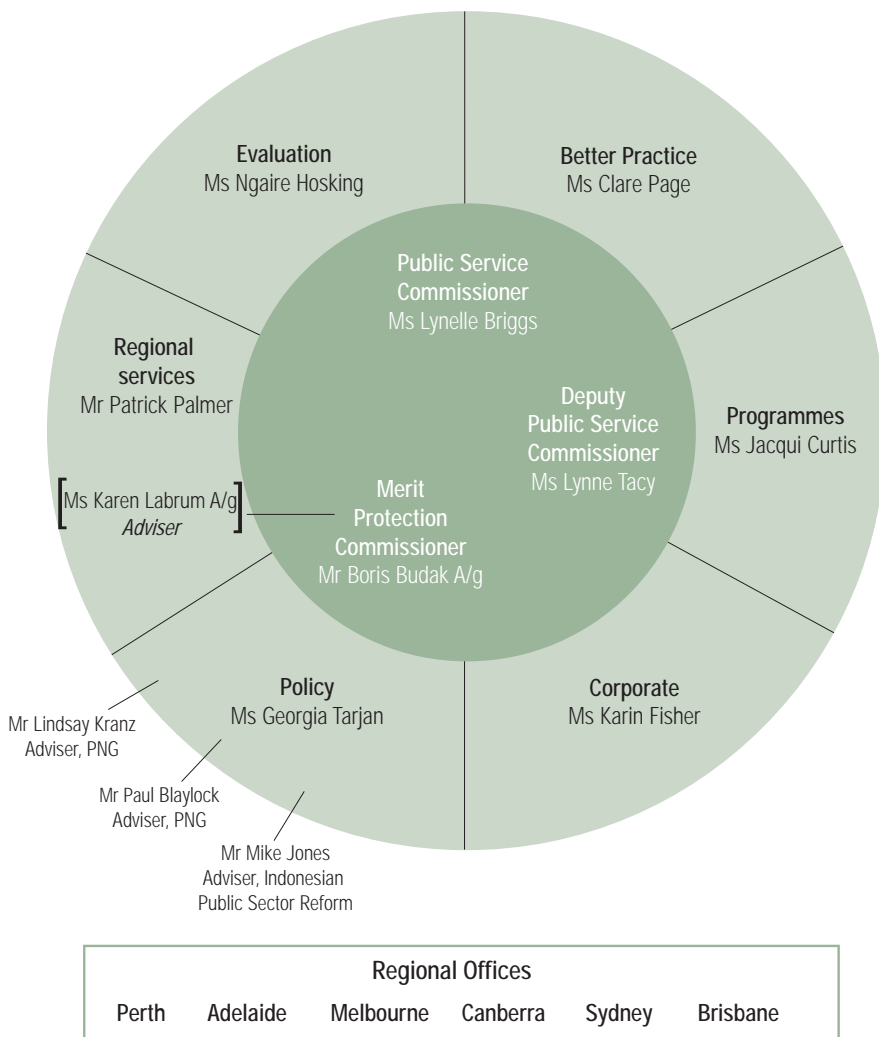 Evaluation
Ms Ngaire Hosking
Better Practice
Ms Clare Page
Public Service
Commissioner
Ms Lynelle Briggs
Regional
services
Mr Patrick Palmer
Deputy
Public Service
Commissioner
Ms Lynne Tacy
Programmes
Ms Jacqui Curtis
[Ms Karen Labrum A/g]
Adviser
Merit
Protection
Commissioner
Mr Boris Budak A/g
Policy
Ms Georgia Tarjan
Corporate
Ms Karin Fisher
Mr Lindsay Kranz
Adviser, PNG
Mr Paul Blaylock
Adviser, PNG
Mr Mike Jones
Adviser, Indonesian
Public Sector Reform
Regional Offices
Perth Adelaide Melbourne Canberra Sydney Brisbane